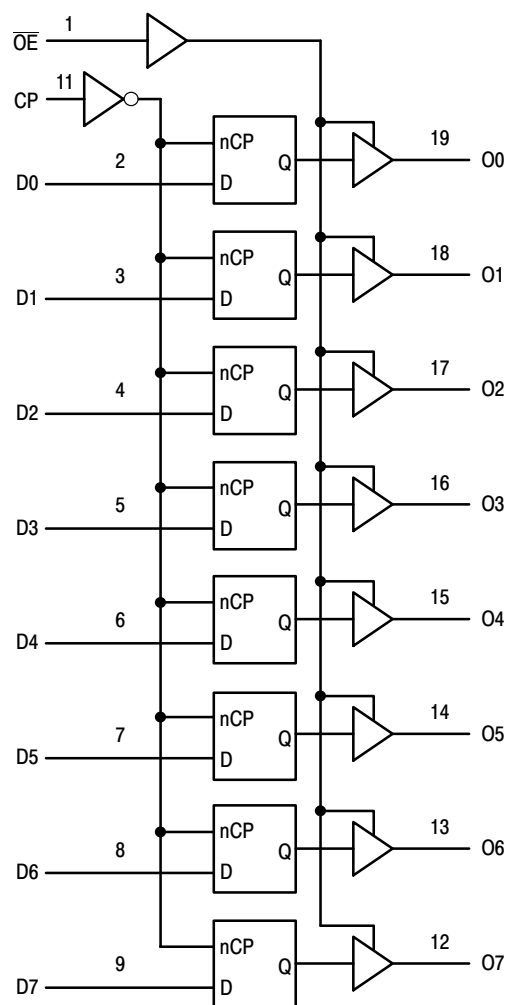 1
O̅E̅
11
CP
nCP
2
D0
D
Q
19
O0
nCP
3
D1
D
Q
18
O1
nCP
4
D2
D
Q
17
O2
nCP
5
D3
D
Q
16
O3
nCP
6
D4
D
Q
15
O4
nCP
7
D5
D
Q
14
O5
nCP
8
D6
D
Q
13
O6
nCP
9
D7
D
Q
12
O7